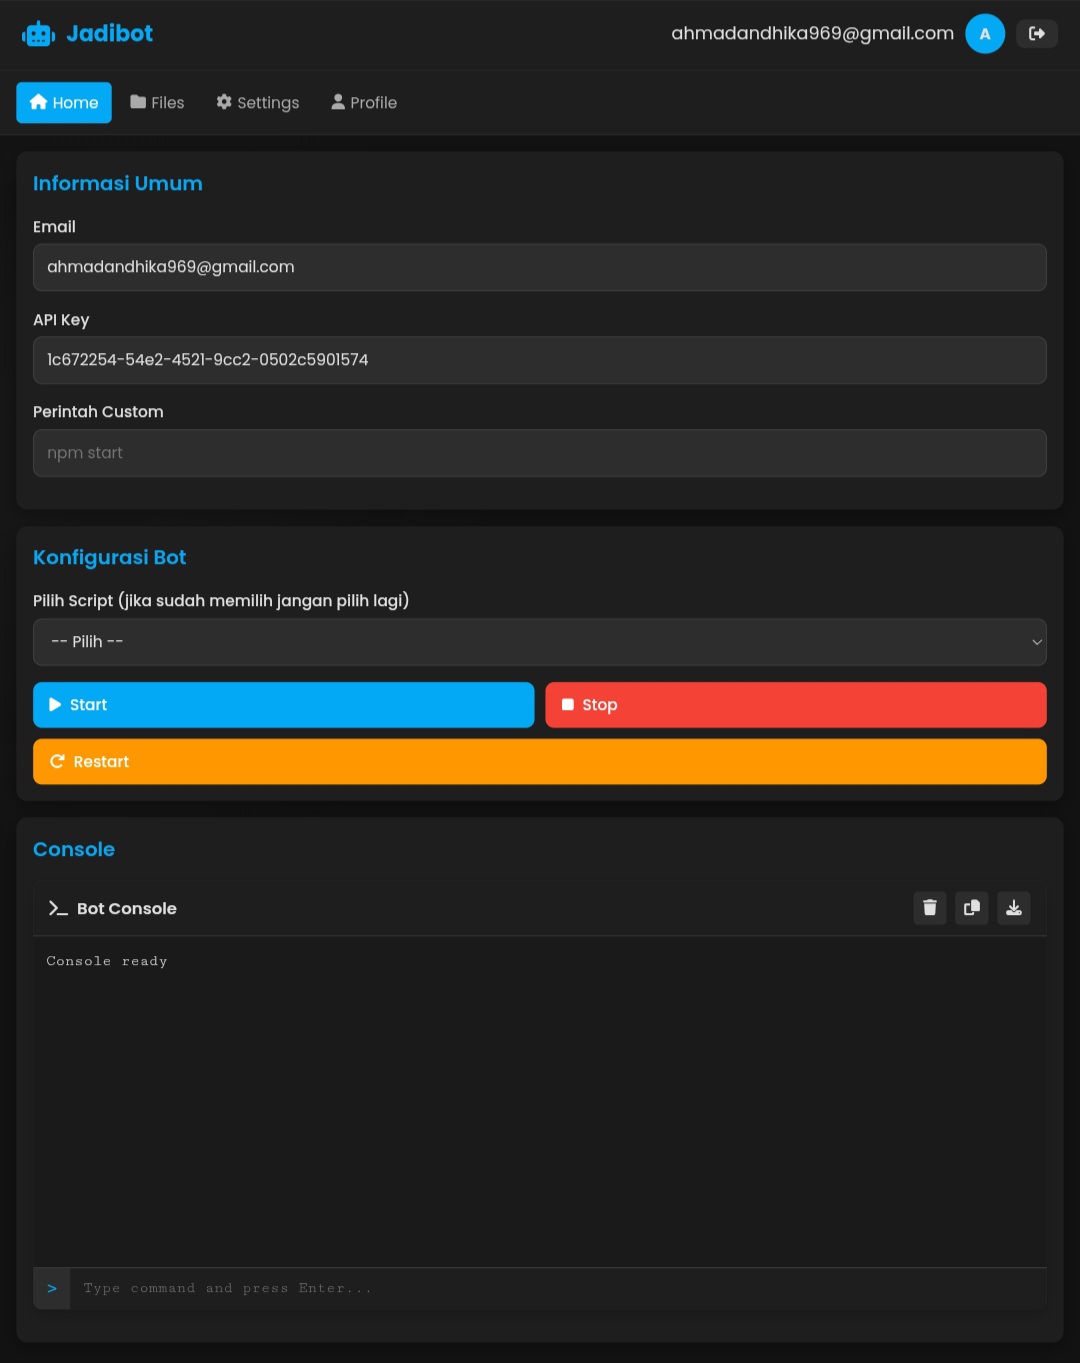 Jadibot
ahmadandhika969@gmail.com
A
Home
Files
Settings
Profile
Informasi Umum
Email
ahmadandhika969@gmail.com
API Key
1c672254-54e2-4521-9cc2-0502c5901574
Perintah Custom
npm start
Konfigurasi Bot
Pilih Script (jika sudah memilih jangan pilih lagi)
-- Pilih --
Start
Stop
Restart
Console
Bot Console
Console ready
> Type command and press Enter...